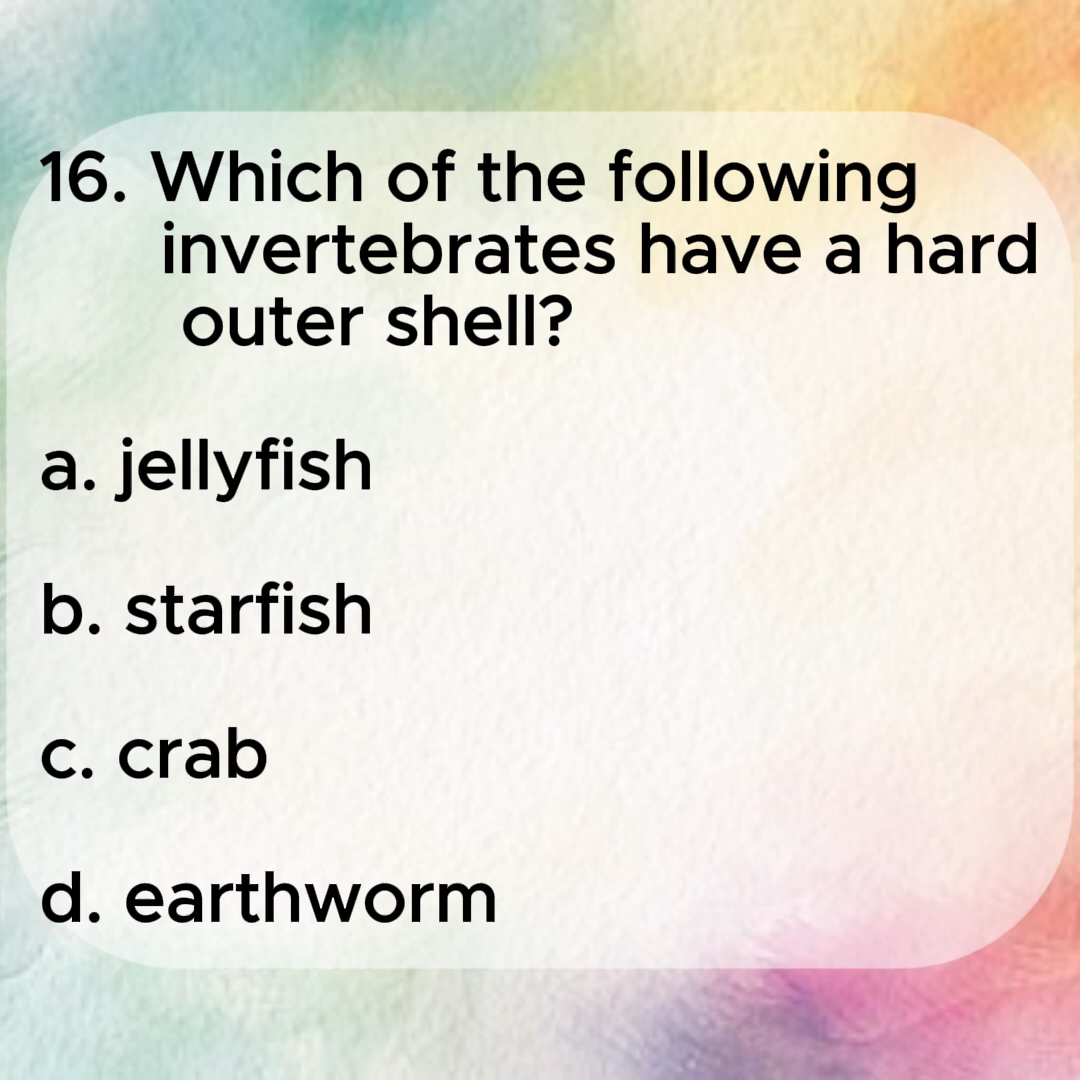 16. Which of the following
invertebrates have a hard
outer shell?
a. jellyfish
b. starfish
c. crab
d. earthworm